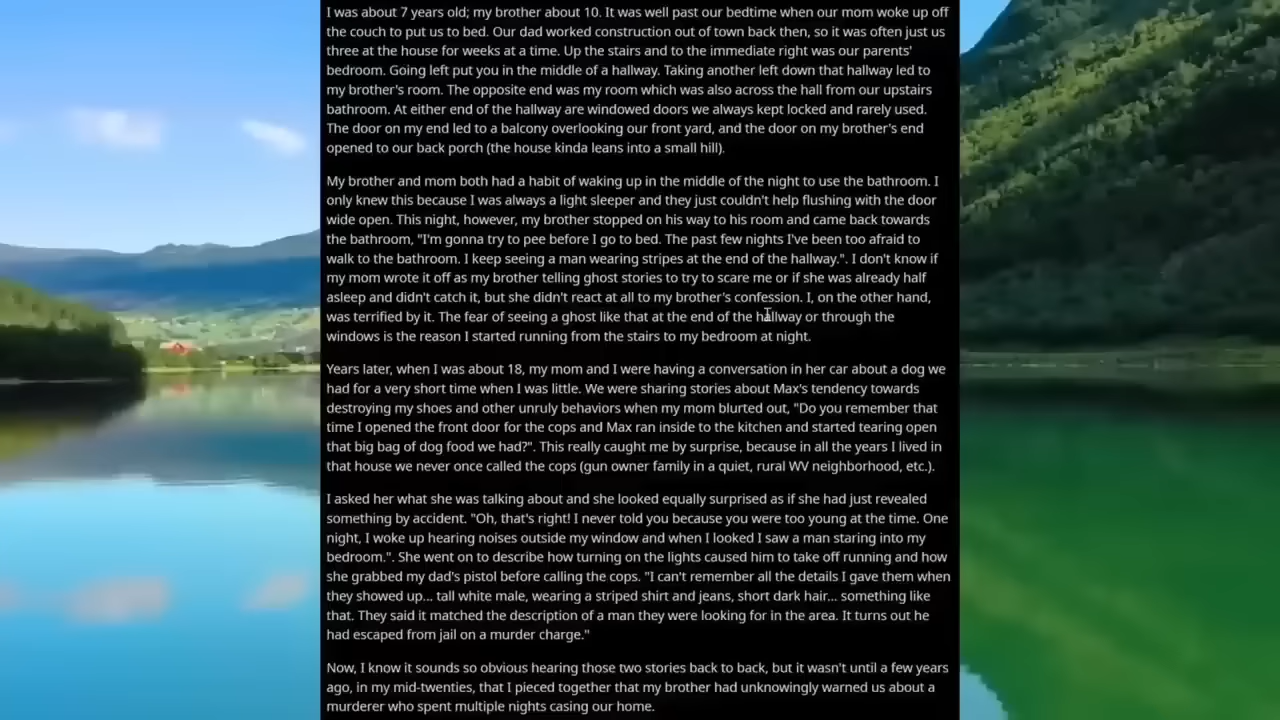 I was about 7 years old; my brother about 10. It was well past our bedtime when our mom woke up off
the couch to put us to bed. Our dad worked construction out of town back then, so it was often just us
three at the house for weeks at a time. Up the stairs and to the immediate right was our parents'
bedroom. Going left put you in the middle of a hallway. Taking another left down that hallway led to
my brother's room. The opposite end was my room which was also across the hall from our upstairs
bathroom. At either end of the hallway are windowed doors we always kept locked and rarely used.
The door on my end led to a balcony overlooking our front yard, and the door on my brother's end
opened to our back porch (the house kinda leans into a small hill).
My brother and mom both had a habit of waking up in the middle of the night to use the bathroom. I
only knew this because I was always a light sleeper and they just couldn't help flushing with the door
wide open. This night, however, my brother stopped on his way to his room and came back towards
the bathroom, "I'm gonna try to pee before I go to bed. The past few nights I've been too afraid to
walk to the bathroom. I keep seeing a man wearing stripes at the end of the hallway.". I don't know if
my mom wrote it off as my brother telling ghost stories to try to scare me or if she was already half
asleep and didn't catch it, but she didn't react at all to my brother's confession. I, on the other hand,
was terrified by it. The fear of seeing a ghost like that at the end of the hallway or through the
windows is the reason I started running from the stairs to my bedroom at night.
Years later, when I was about 18, my mom and I were having a conversation in her car about a dog we
had for a very short time when I was little. We were sharing stories about Max's tendency towards
destroying my shoes and other unruly behaviors when my mom blurted out, "Do you remember that
time I opened the front door for the cops and Max ran inside to the kitchen and started tearing open
that big bag of dog food we had?". This really caught me by surprise, because in all the years I lived in
that house we never once called the cops (gun owner family in a quiet, rural WV neighborhood, etc.).
I asked her what she was talking about and she looked equally surprised as if she had just revealed
something by accident. "Oh, that's right! I never told you because you were too young at the time. One
night, I woke up hearing noises outside my window and when I looked I saw a man staring into my
bedroom.". She went on to describe how turning on the lights caused him to take off running and how
she grabbed my dad's pistol before calling the cops. "I can't remember all the details I gave them when
they showed up... tall white male, wearing a striped shirt and jeans, short dark hair... something like
that. They said it matched the description of a man they were looking for in the area. It turns out he
had escaped from jail on a murder charge."
Now, I know it sounds so obvious hearing those two stories back to back, but it wasn't until a few years
ago, in my mid-twenties, that I pieced together that my brother had unknowingly warned us about a
murderer who spent multiple nights casing our home.